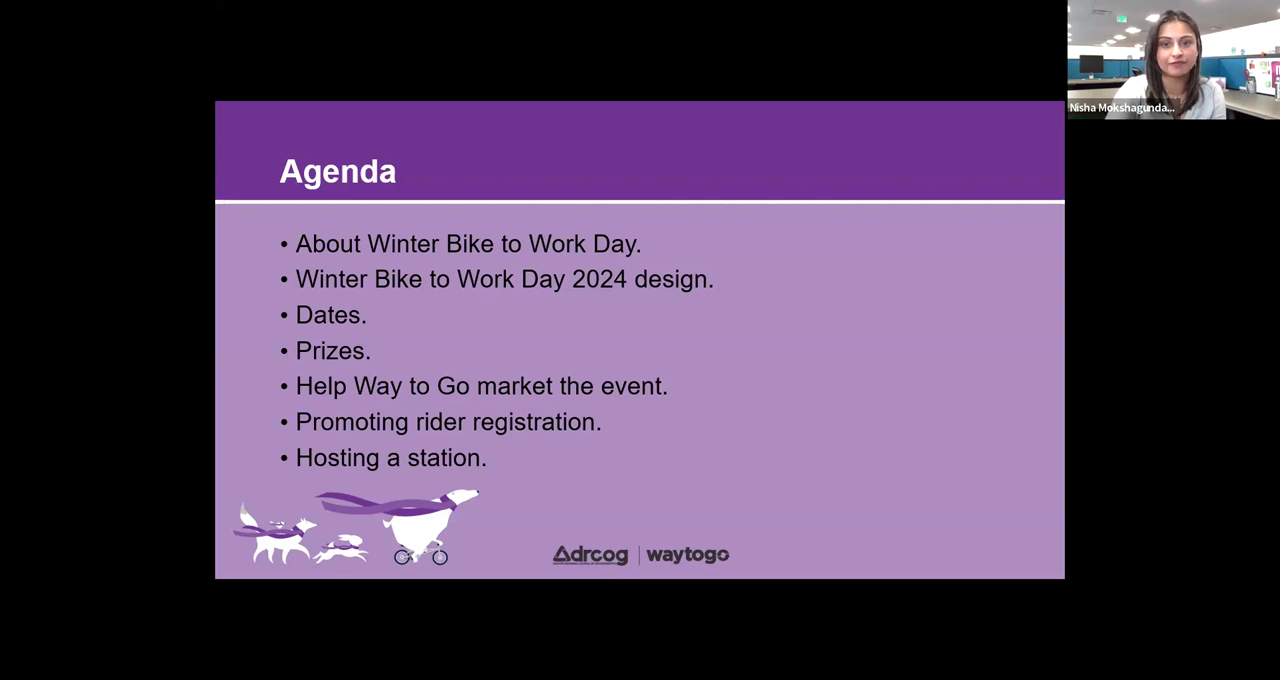 Nisha Mokshagunda...
Agenda
• About Winter Bike to Work Day.
• Winter Bike to Work Day 2024 design.
• Dates.
• Prizes.
• Help Way to Go market the event.
• Promoting rider registration.
• Hosting a station.
drcog | waytogo